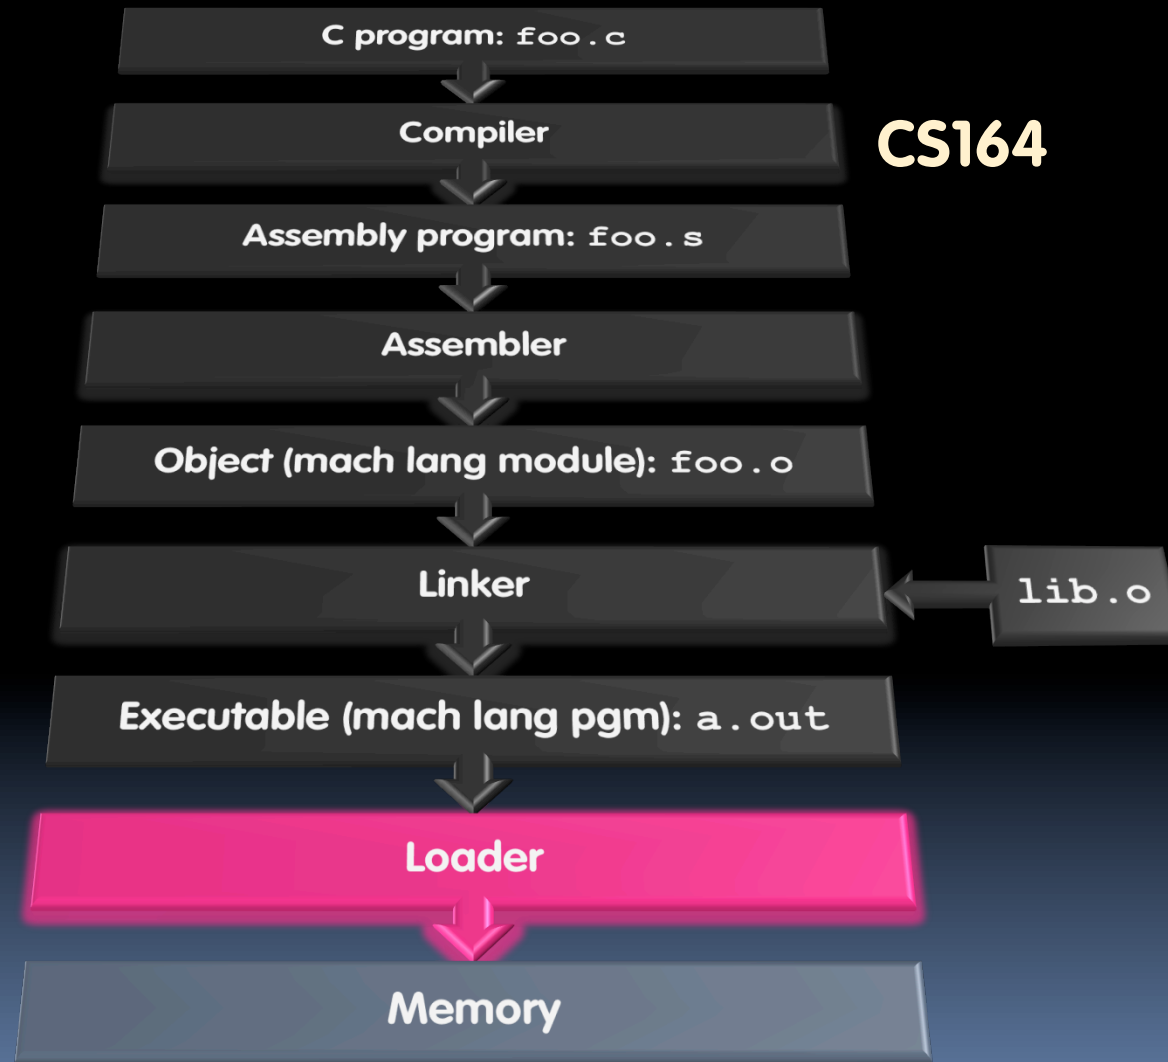 C program: foo.c
Compiler
CS164
Assembly program: foo.s
Assembler
Object (mach lang module): foo.o
Linker
lib.o
Executable (mach lang pgm): a.out
Loader
Memory